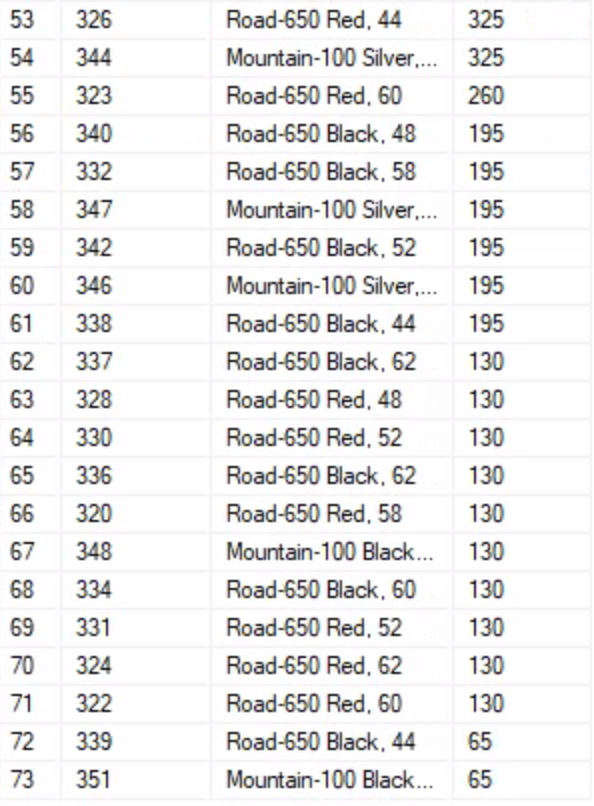 53 326 Road-650 Red, 44 325
54 344 Mountain-100 Silver,... 325
55 323 Road-650 Red, 60 260
56 340 Road-650 Black, 48 195
57 332 Road-650 Black, 58 195
58 347 Mountain-100 Silver,... 195
59 342 Road-650 Black, 52 195
60 346 Mountain-100 Silver,... 195
61 338 Road-650 Black, 44 195
62 337 Road-650 Black, 62 130
63 328 Road-650 Red, 48 130
64 330 Road-650 Red, 52 130
65 336 Road-650 Black, 62 130
66 320 Road-650 Red, 58 130
67 348 Mountain-100 Black... 130
68 334 Road-650 Black, 60 130
69 331 Road-650 Red, 52 130
70 324 Road-650 Red, 62 130
71 322 Road-650 Red, 60 130
72 339 Road-650 Black, 44 65
73 351 Mountain-100 Black... 65